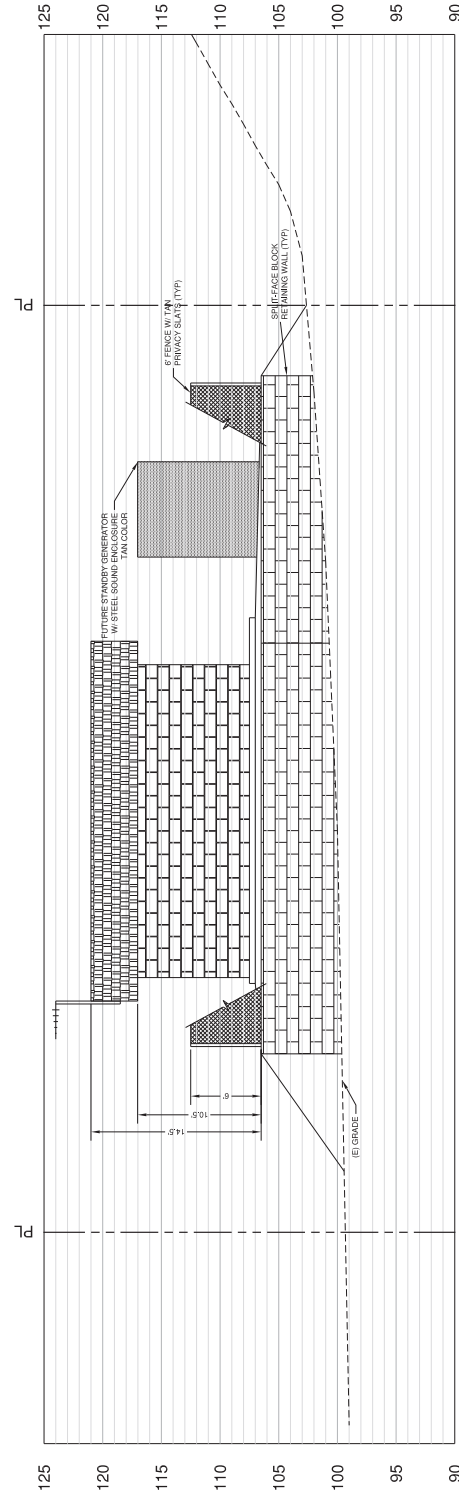 125
120
115
110
105
100
95
90
PL
PL
(E) GRADE
14.5'
10.5'
6'
FUTURE STANDBY GENERATOR
W/ STEEL SOUND ENCLOSURE
TAN COLOR
6' FENCE W/ TAN
PRIVACY SLATS (TYP)
SPLIT-FACE BLOCK
RETAINING WALL (TYP)
125
120
115
110
105
100
95
90